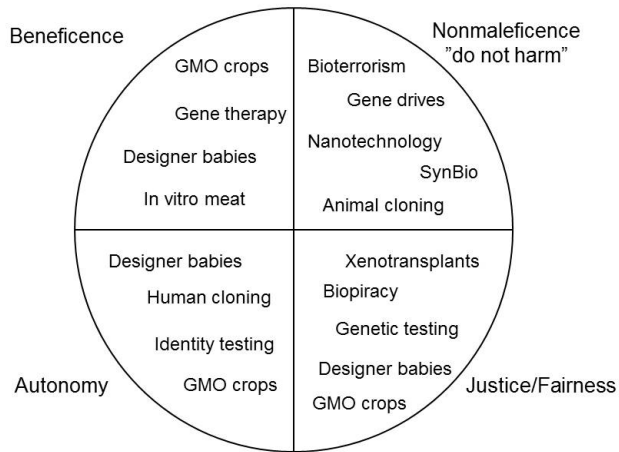 Beneficence
GMO crops
Gene therapy
Designer babies
In vitro meat
Nonmaleficence
”do not harm”
Bioterrorism
Gene drives
Nanotechnology
SynBio
Animal cloning
Designer babies
Human cloning
Identity testing
GMO crops
Autonomy
Xenotransplants
Biopiracy
Genetic testing
Designer babies
GMO crops
Justice/Fairness